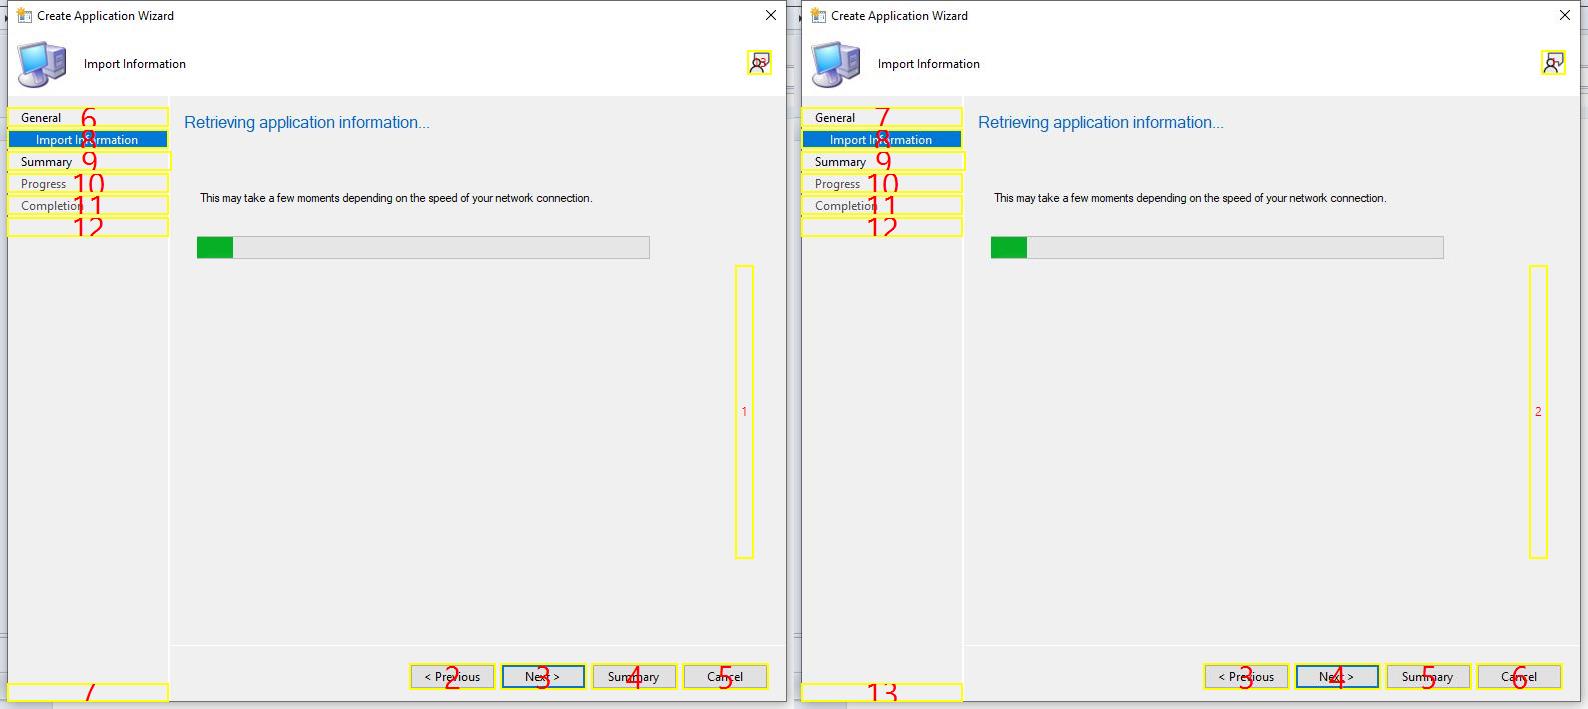 Create Application Wizard
Import Information
13
General 6
Import Information 8
Summary 9
Progress 10
Completion 11
12
7
Retrieving application information...
This may take a few moments depending on the speed of your network connection.
1
< Previous 2
Next > 3
Summary 4
Cancel 5
Create Application Wizard
Import Information
General 7
Import Information 8
Summary 9
Progress 10
Completion 11
12
13
Retrieving application information...
This may take a few moments depending on the speed of your network connection.
2
< Previous 3
Next > 4
Summary 5
Cancel 6